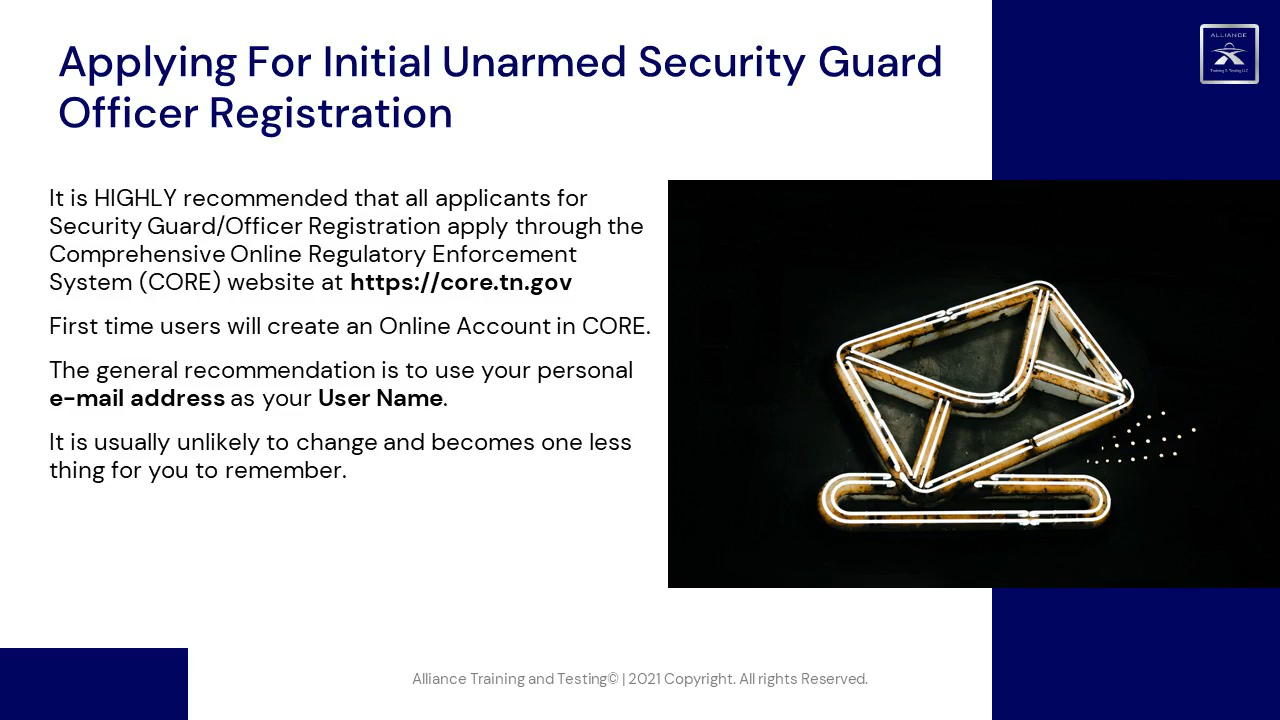 ALLIANCE
Training & Testing LLC
Applying For Initial Unarmed Security Guard
Officer Registration
It is HIGHLY recommended that all applicants for
Security Guard/Officer Registration apply through the
Comprehensive Online Regulatory Enforcement
System (CORE) website at https://core.tn.gov
First time users will create an Online Account in CORE.
The general recommendation is to use your personal
e-mail address as your User Name.
It is usually unlikely to change and becomes one less
thing for you to remember.
Alliance Training and Testing© | 2021 Copyright. All rights Reserved.